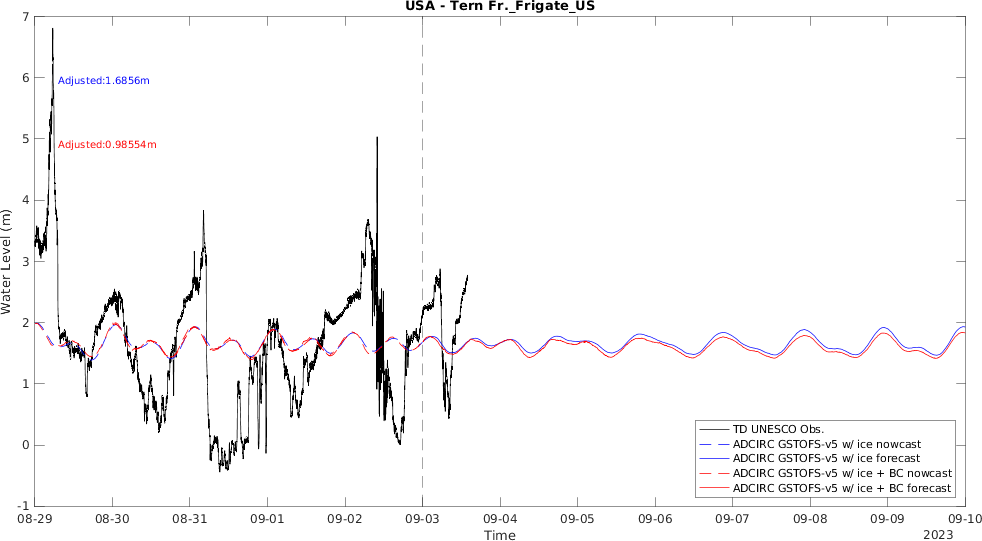 USA - Tern Fr._Frigate_US
7
6
5
4
3
2
1
0
-1
Water Level (m)
Adjusted:1.6856m
Adjusted:0.98554m
TD UNESCO Obs.
ADCIRC GSTOFS-v5 w/ ice nowcast
ADCIRC GSTOFS-v5 w/ ice forecast
ADCIRC GSTOFS-v5 w/ ice + BC nowcast
ADCIRC GSTOFS-v5 w/ ice + BC forecast
08-29 08-30 08-31 09-01 09-02 09-03 09-04 09-05 09-06 09-07 09-08 09-09 09-10
Time
2023